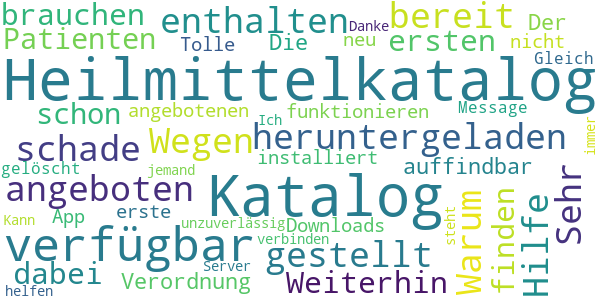 brauchen enthalten bereit Der
Patienten Tolle Die Danke neu ersten nicht
Gleich
Heilmittelkatalog
schon angebotenen funktionieren Message
Ich immer
schade Wegen heruntergeladen
installiert auffindbar
gelöscht jemand
angeboten Katalog Warum finden Hilfe Sehr
App erste
Kann unzuverlässig Downloads steht
verfügbar gestellt
verbinden
dabei Verordnung Server Weiterhin
helfen